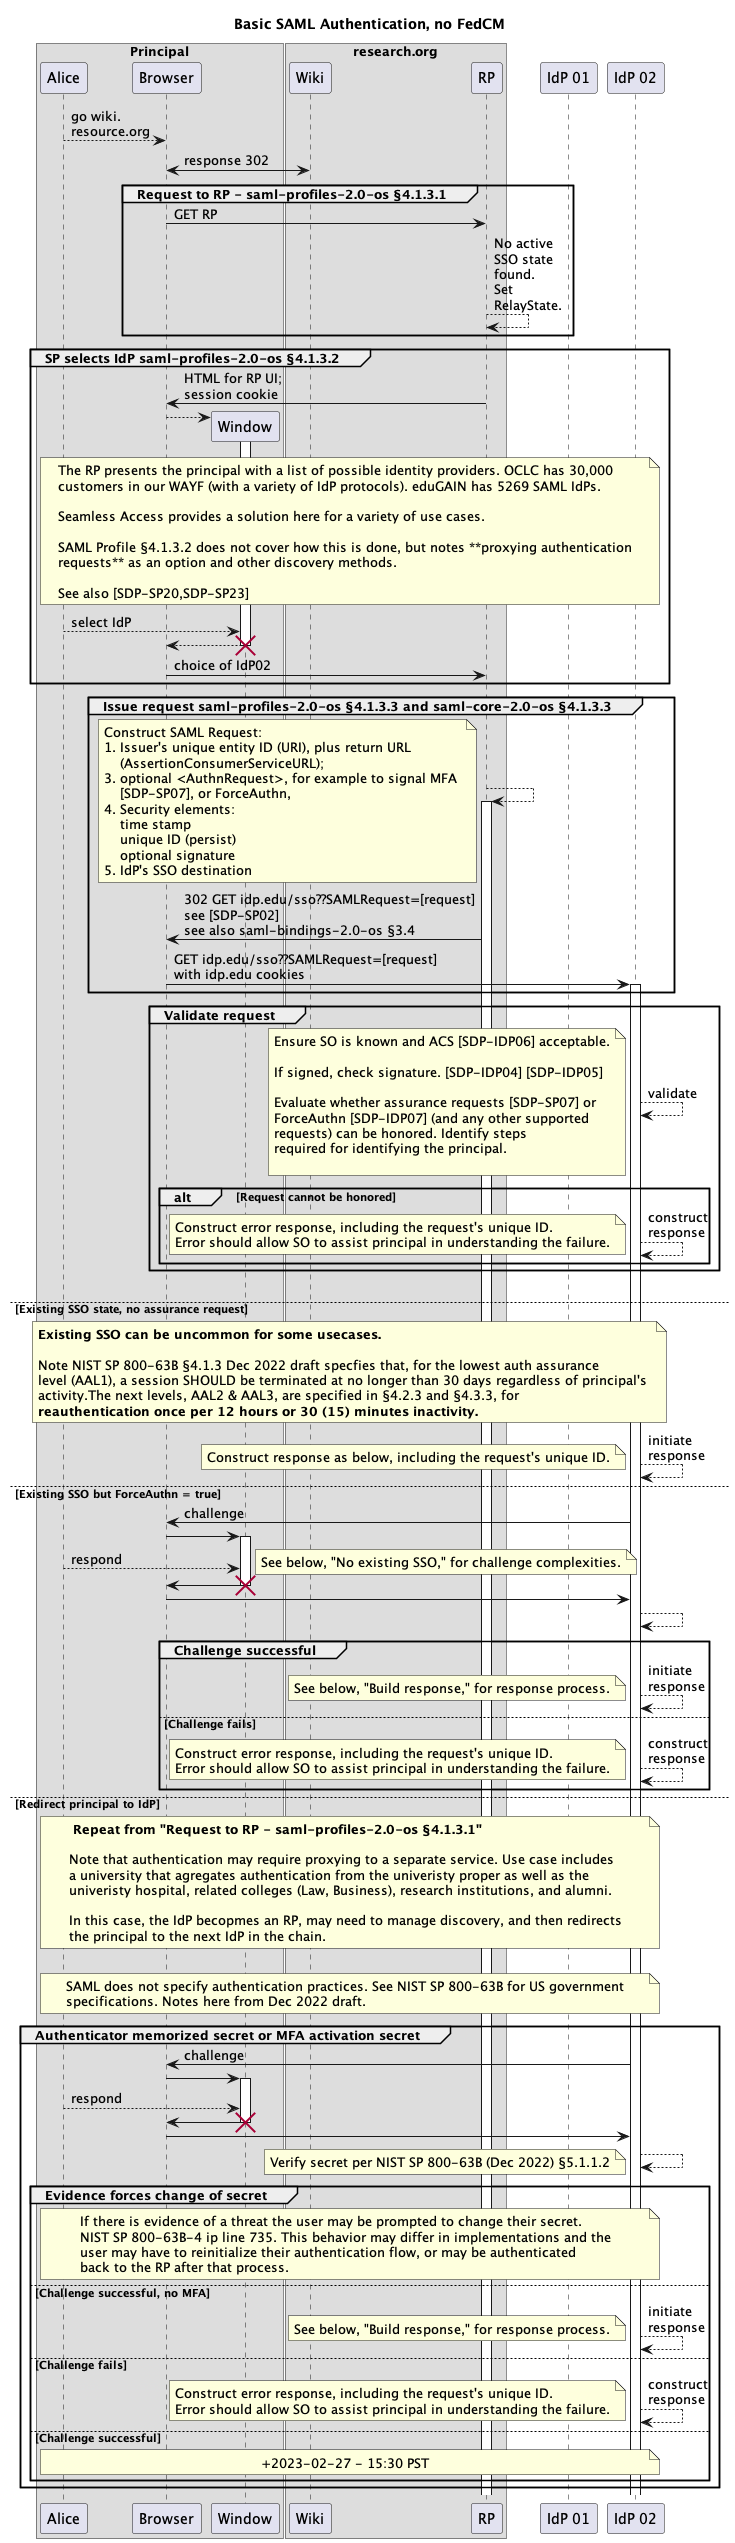 Basic SAML Authentication, no FedCM
Principal
research.org
Alice
Browser
Wiki
RP
IdP 01
IdP 02
go wiki.
resource.org
response 302
Request to RP - saml-profiles-2.0-os §4.1.3.1
GET RP
No active
SSO state
found.
Set
RelayState.
SP selects IdP saml-profiles-2.0-os §4.1.3.2
HTML for RP UI;
session cookie
Window
The RP presents the principal with a list of possible identity providers. OCLC has 30,000
customers in our WAYF (with a variety of IdP protocols). eduGAIN has 5269 SAML IdPs.
Seamless Access provides a solution here for a variety of use cases.
SAML Profile §4.1.3.2 does not cover how this is done, but notes **proxying authentication
requests** as an option and other discovery methods.
See also [SDP-SP20,SDP-SP23]
select IdP
choice of IdP02
Issue request saml-profiles-2.0-os §4.1.3.3 and saml-core-2.0-os §4.1.3.3
Construct SAML Request:
1. Issuer's unique entity ID (URI), plus return URL
(AssertionConsumerServiceURL);
3. optional <AuthnRequest>, for example to signal MFA
[SDP-SP07], or ForceAuthn,
4. Security elements:
time stamp
unique ID (persist)
optional signature
5. IdP's SSO destination
302 GET idp.edu/sso??SAMLRequest=[request]
see [SDP-SP02]
see also saml-bindings-2.0-os §3.4
GET idp.edu/sso??SAMLRequest=[request]
with idp.edu cookies
Validate request
Ensure SO is known and ACS [SDP-IDP06] acceptable.
If signed, check signature. [SDP-IDP04] [SDP-IDP05]
Evaluate whether assurance requests [SDP-SP07] or
ForceAuthn [SDP-IDP07] (and any other supported
requests) can be honored. Identify steps
required for identifying the principal.
validate
alt
[Request cannot be honored]
Construct error response, including the request's unique ID.
Error should allow SO to assist principal in understanding the failure.
construct
response
[Existing SSO state, no assurance request]
Existing SSO can be uncommon for some usecases.
Note NIST SP 800-63B §4.1.3 Dec 2022 draft specfies that, for the lowest auth assurance
level (AAL1), a session SHOULD be terminated at no longer than 30 days regardless of principal's
activity.The next levels, AAL2 & AAL3, are specified in §4.2.3 and §4.3.3, for
reauthentication once per 12 hours or 30 (15) minutes inactivity.
Construct response as below, including the request's unique ID.
initiate
response
[Existing SSO but ForceAuthn = true]
challenge
respond
See below, "No existing SSO," for challenge complexities.
Challenge successful
See below, "Build response," for response process.
initiate
response
[Challenge fails]
Construct error response, including the request's unique ID.
Error should allow SO to assist principal in understanding the failure.
construct
response
[Redirect principal to IdP]
Repeat from "Request to RP - saml-profiles-2.0-os §4.1.3.1"
Note that authentication may require proxying to a separate service. Use case includes
a university that agregates authentication from the univeristy proper as well as the
univeristy hospital, related colleges (Law, Business), research institutions, and alumni.
In this case, the IdP becopmes an RP, may need to manage discovery, and then redirects
the principal to the next IdP in the chain.
SAML does not specify authentication practices. See NIST SP 800-63B for US government
specifications. Notes here from Dec 2022 draft.
Authenticator memorized secret or MFA activation secret
challenge
respond
Verify secret per NIST SP 800-63B (Dec 2022) §5.1.1.2
Evidence forces change of secret
If there is evidence of a threat the user may be prompted to change their secret.
NIST SP 800-63B-4 ip line 735. This behavior may differ in implementations and the
user may have to reinitialize their authentication flow, or may be authenticated
back to the RP after that process.
[Challenge successful, no MFA]
See below, "Build response," for response process.
initiate
response
[Challenge fails]
Construct error response, including the request's unique ID.
Error should allow SO to assist principal in understanding the failure.
construct
response
[Challenge successful]
+2023-02-27 - 15:30 PST
Alice
Browser
Window
Wiki
RP
IdP 01
IdP 02